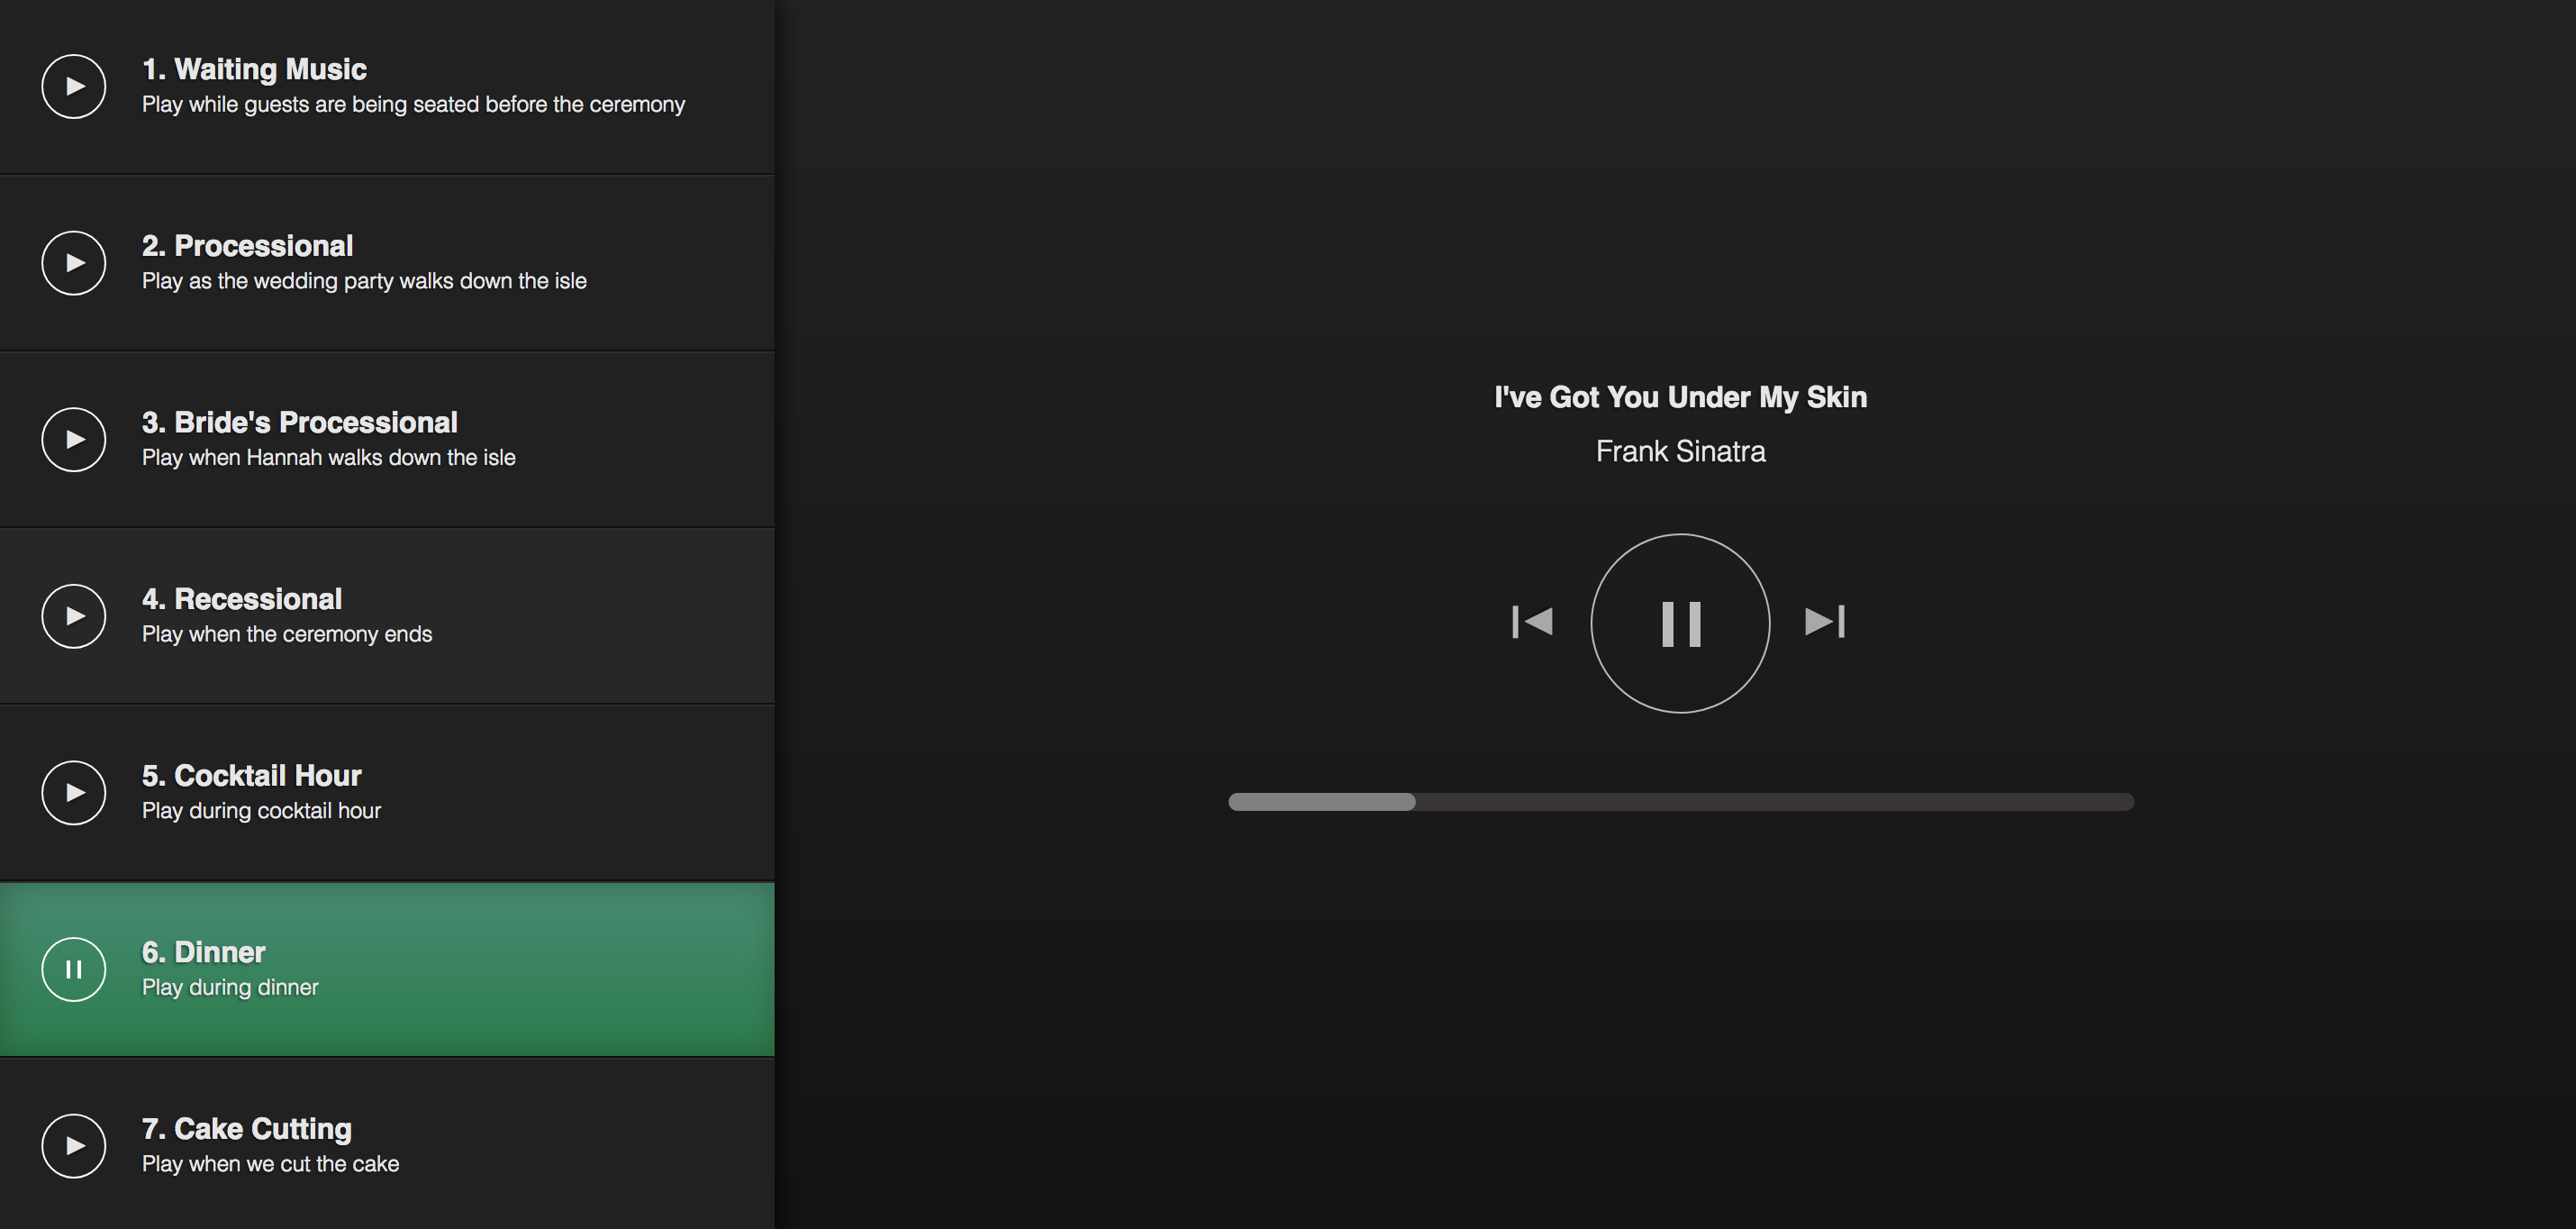 1. Waiting Music
Play while guests are being seated before the ceremony
2. Processional
Play as the wedding party walks down the isle
3. Bride's Processional
Play when Hannah walks down the isle
4. Recessional
Play when the ceremony ends
5. Cocktail Hour
Play during cocktail hour
6. Dinner
Play during dinner
7. Cake Cutting
Play when we cut the cake
I've Got You Under My Skin
Frank Sinatra